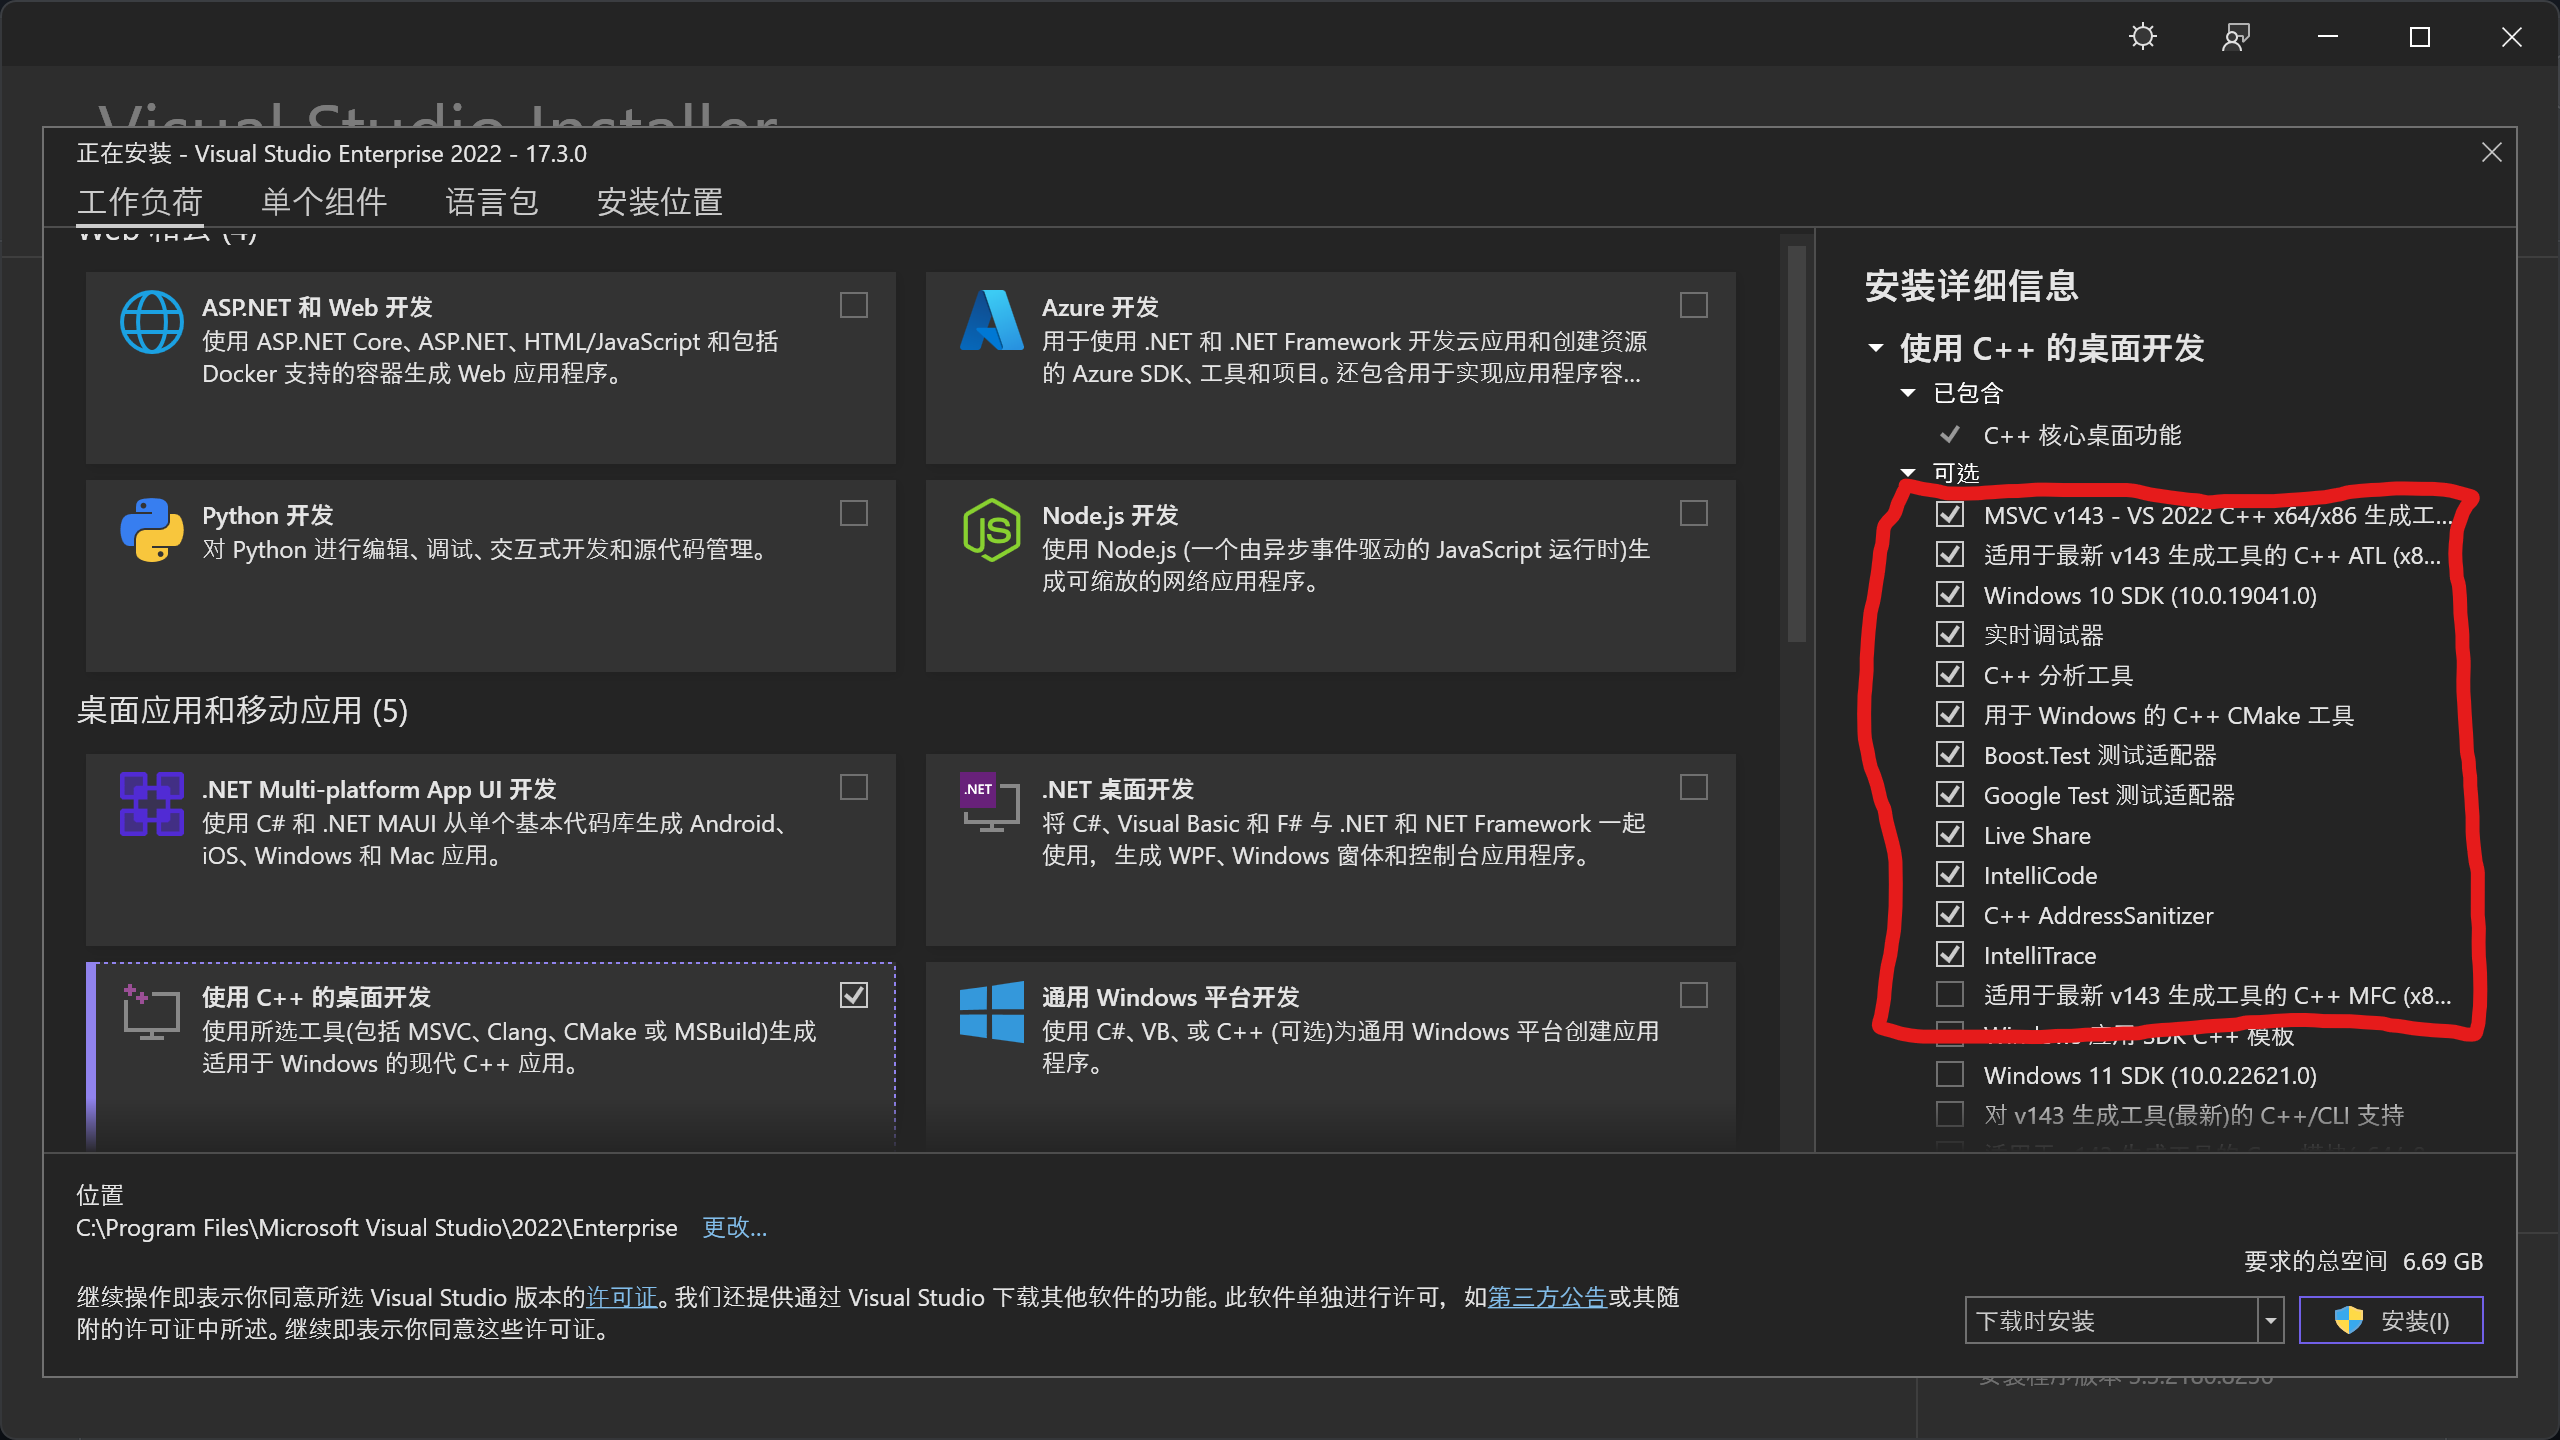 Visual Studio Installer
正在安装 - Visual Studio Enterprise 2022 - 17.3.0
工作负荷 单个组件 语言包 安装位置
Web 和云 (4)
ASP.NET 和 Web 开发
使用 ASP.NET Core、ASP.NET、HTML/JavaScript 和包括
Docker 支持的容器生成 Web 应用程序。
Azure 开发
用于使用 .NET 和 .NET Framework 开发云应用和创建资源
的 Azure SDK、工具和项目。还包含用于实现应用程序容...
Python 开发
对 Python 进行编辑、调试、交互式开发和源代码管理。
Node.js 开发
使用 Node.js (一个由异步事件驱动的 JavaScript 运行时)生
成可缩放的网络应用程序。
桌面应用和移动应用 (5)
.NET Multi-platform App UI 开发
使用 C# 和 .NET MAUI 从单个基本代码库生成 Android、
iOS、Windows 和 Mac 应用。
.NET
.NET 桌面开发
将 C#、Visual Basic 和 F# 与 .NET 和 NET Framework 一起
使用，生成 WPF、Windows 窗体和控制台应用程序。
使用 C++ 的桌面开发
使用所选工具(包括 MSVC、Clang、CMake 或 MSBuild)生成
适用于 Windows 的现代 C++ 应用。
通用 Windows 平台开发
使用 C#、VB、或 C++ (可选)为通用 Windows 平台创建应用
程序。
安装详细信息
使用 C++ 的桌面开发
已包含
C++ 核心桌面功能
可选
MSVC v143 - VS 2022 C++ x64/x86 生成工...
适用于最新 v143 生成工具的 C++ ATL (x8...
Windows 10 SDK (10.0.19041.0)
实时调试器
C++ 分析工具
用于 Windows 的 C++ CMake 工具
Boost.Test 测试适配器
Google Test 测试适配器
Live Share
IntelliCode
C++ AddressSanitizer
IntelliTrace
适用于最新 v143 生成工具的 C++ MFC (x8...
Windows 应用 SDK C++ 模板
Windows 11 SDK (10.0.22621.0)
对 v143 生成工具(最新)的 C++/CLI 支持
位置
C:\Program Files\Microsoft Visual Studio\2022\Enterprise 更改...
要求的总空间 6.69 GB
继续操作即表示你同意所选 Visual Studio 版本的许可证。我们还提供通过 Visual Studio 下载其他软件的功能。此软件单独进行许可，如第三方公告或其随
附的许可证中所述。继续即表示你同意这些许可证。
下载时安装 安装(I)